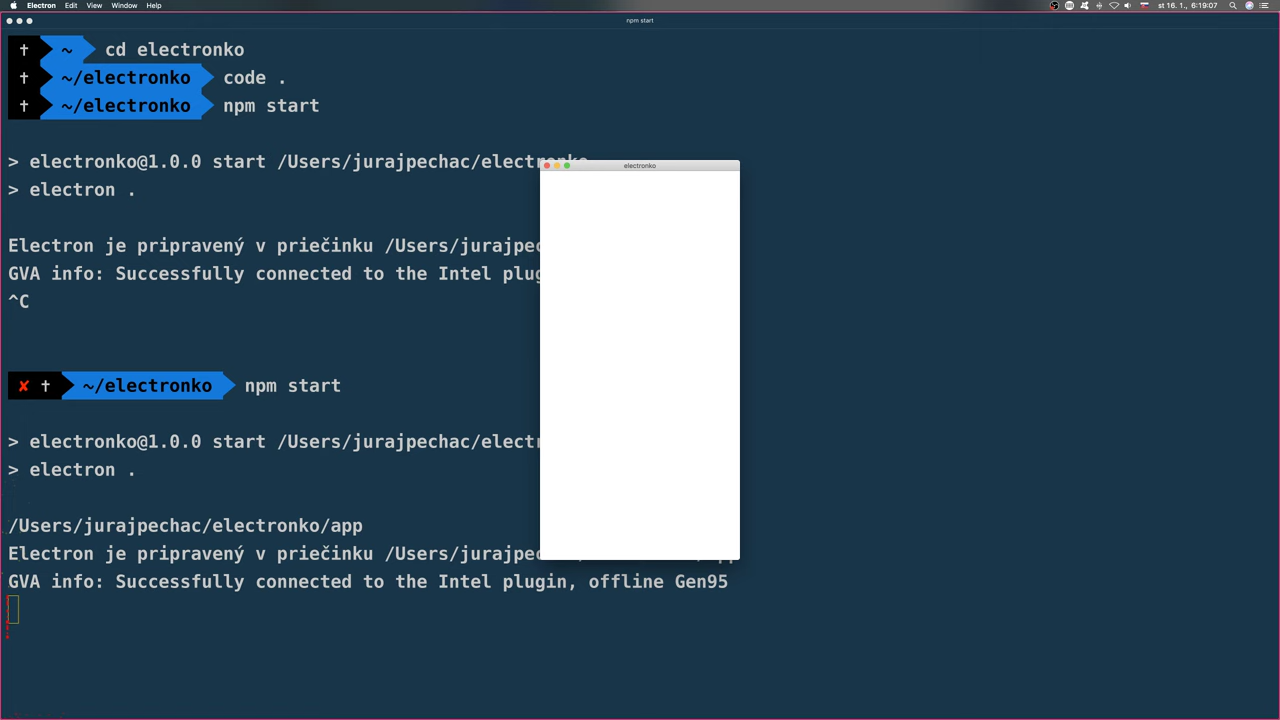 Electron Edit View Window Help
st 16. 1., 6:19:07
npm start
† ~ cd electronko
† ~/electronko code .
† ~/electronko npm start
> electronko@1.0.0 start /Users/jurajpechac/electronko
> electron .
electronko
Electron je pripravený v priečinku /Users/jurajpec
GVA info: Successfully connected to the Intel plug
^C
✘ † ~/electronko npm start
> electronko@1.0.0 start /Users/jurajpechac/elect
> electron .
/Users/jurajpechac/electronko/app
Electron je pripravený v priečinku /Users/jurajpec
GVA info: Successfully connected to the Intel plugin, offline Gen95